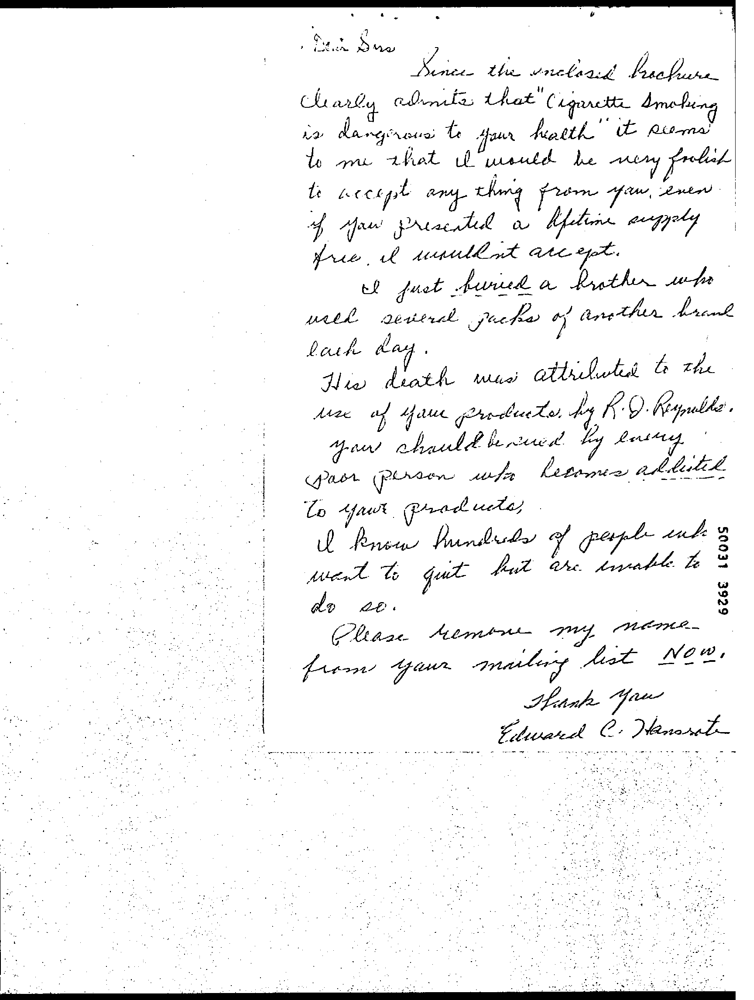 Dear Sirs
Since the inclosed brochure
clearly admits that "Cigarette Smoking
is dangerous to your health" it seems
to me that it would be very foolish
to accept any thing from you, even
if you presented a lifetime supply
free, I wouldn't accept.
I just buried a brother who
used several packs of another brand
each day.
His death was attributed to the
use of your products, by R.J. Reynolds.
You should be sued by every
poor person who becomes addicted
to your products,
I know hundreds of people who
want to quit but are unable to
do so.
Please remove my name
from your mailing list NOW.
Thank You
Edward C. Hansrote
50031 3929